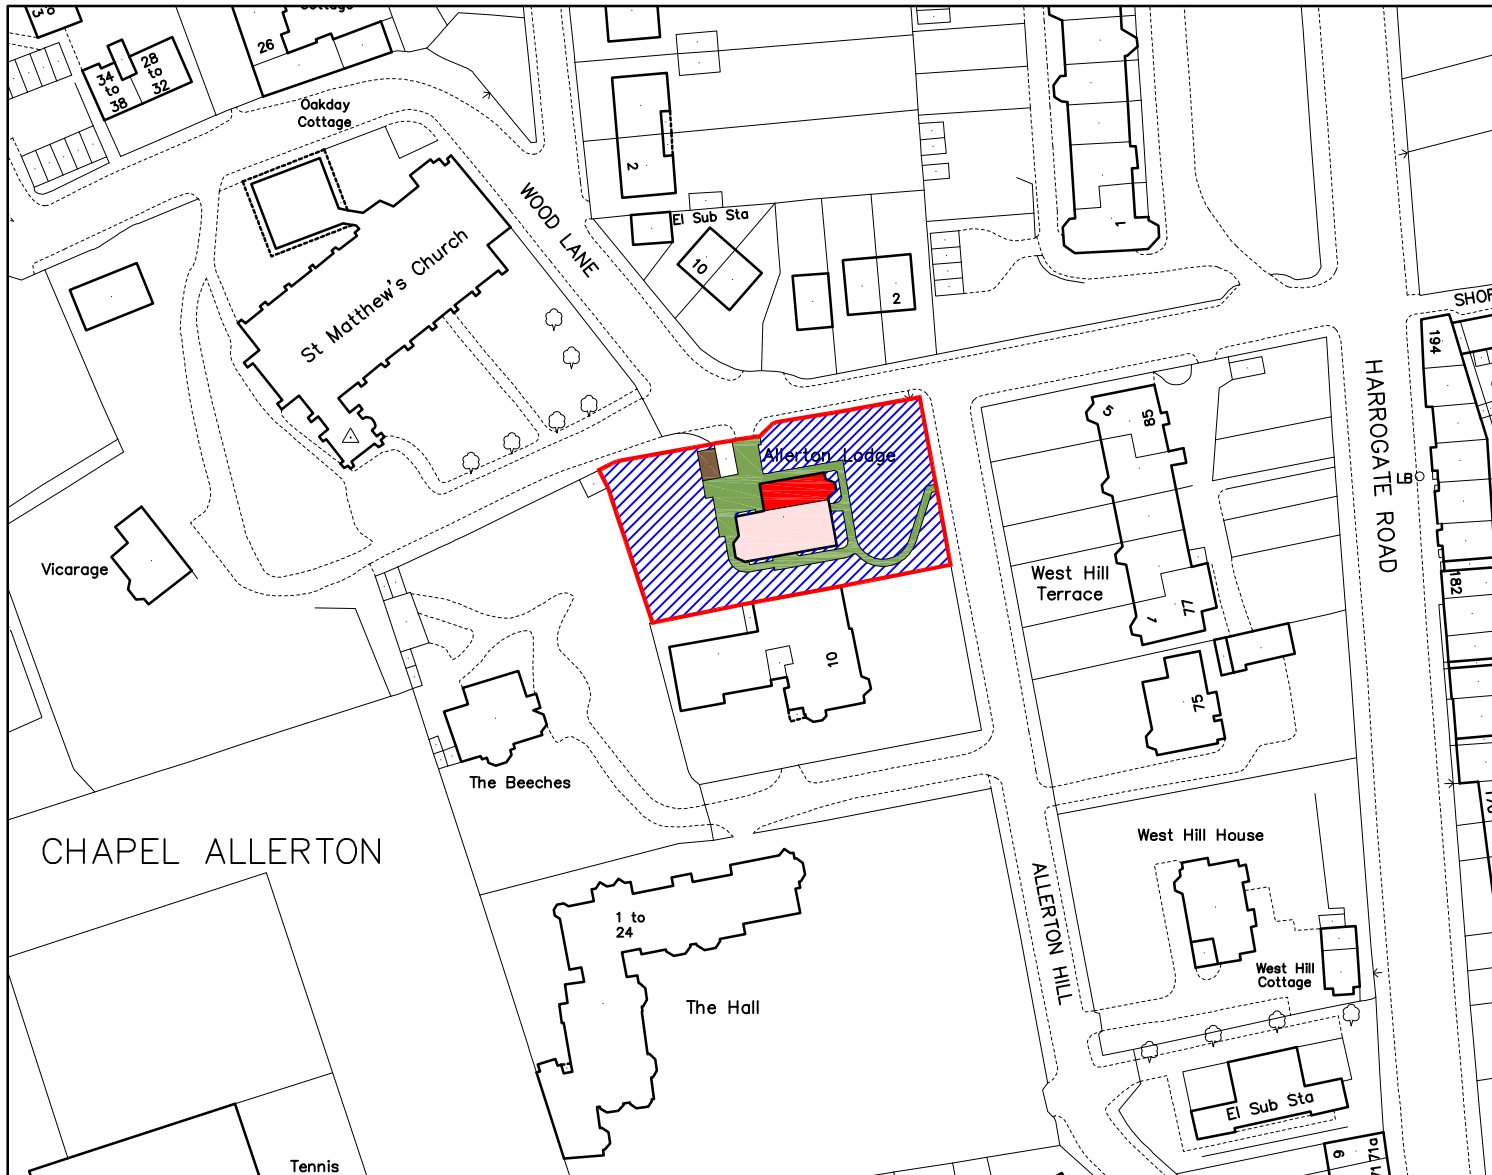 Cottage
26
28
to
32
34
to
38
Oakday
Cottage
2
El Sub Sta
WOOD LANE
10
2
1
St Matthew's Church
194
HARROGATE ROAD
LB
182
5
85
Allerton Lodge
Vicarage
West Hill
Terrace
77
7
10
75
The Beeches
CHAPEL ALLERTON
West Hill House
ALLERTON HILL
1 to
24
West Hill
Cottage
The Hall
El Sub Sta
9
Tennis